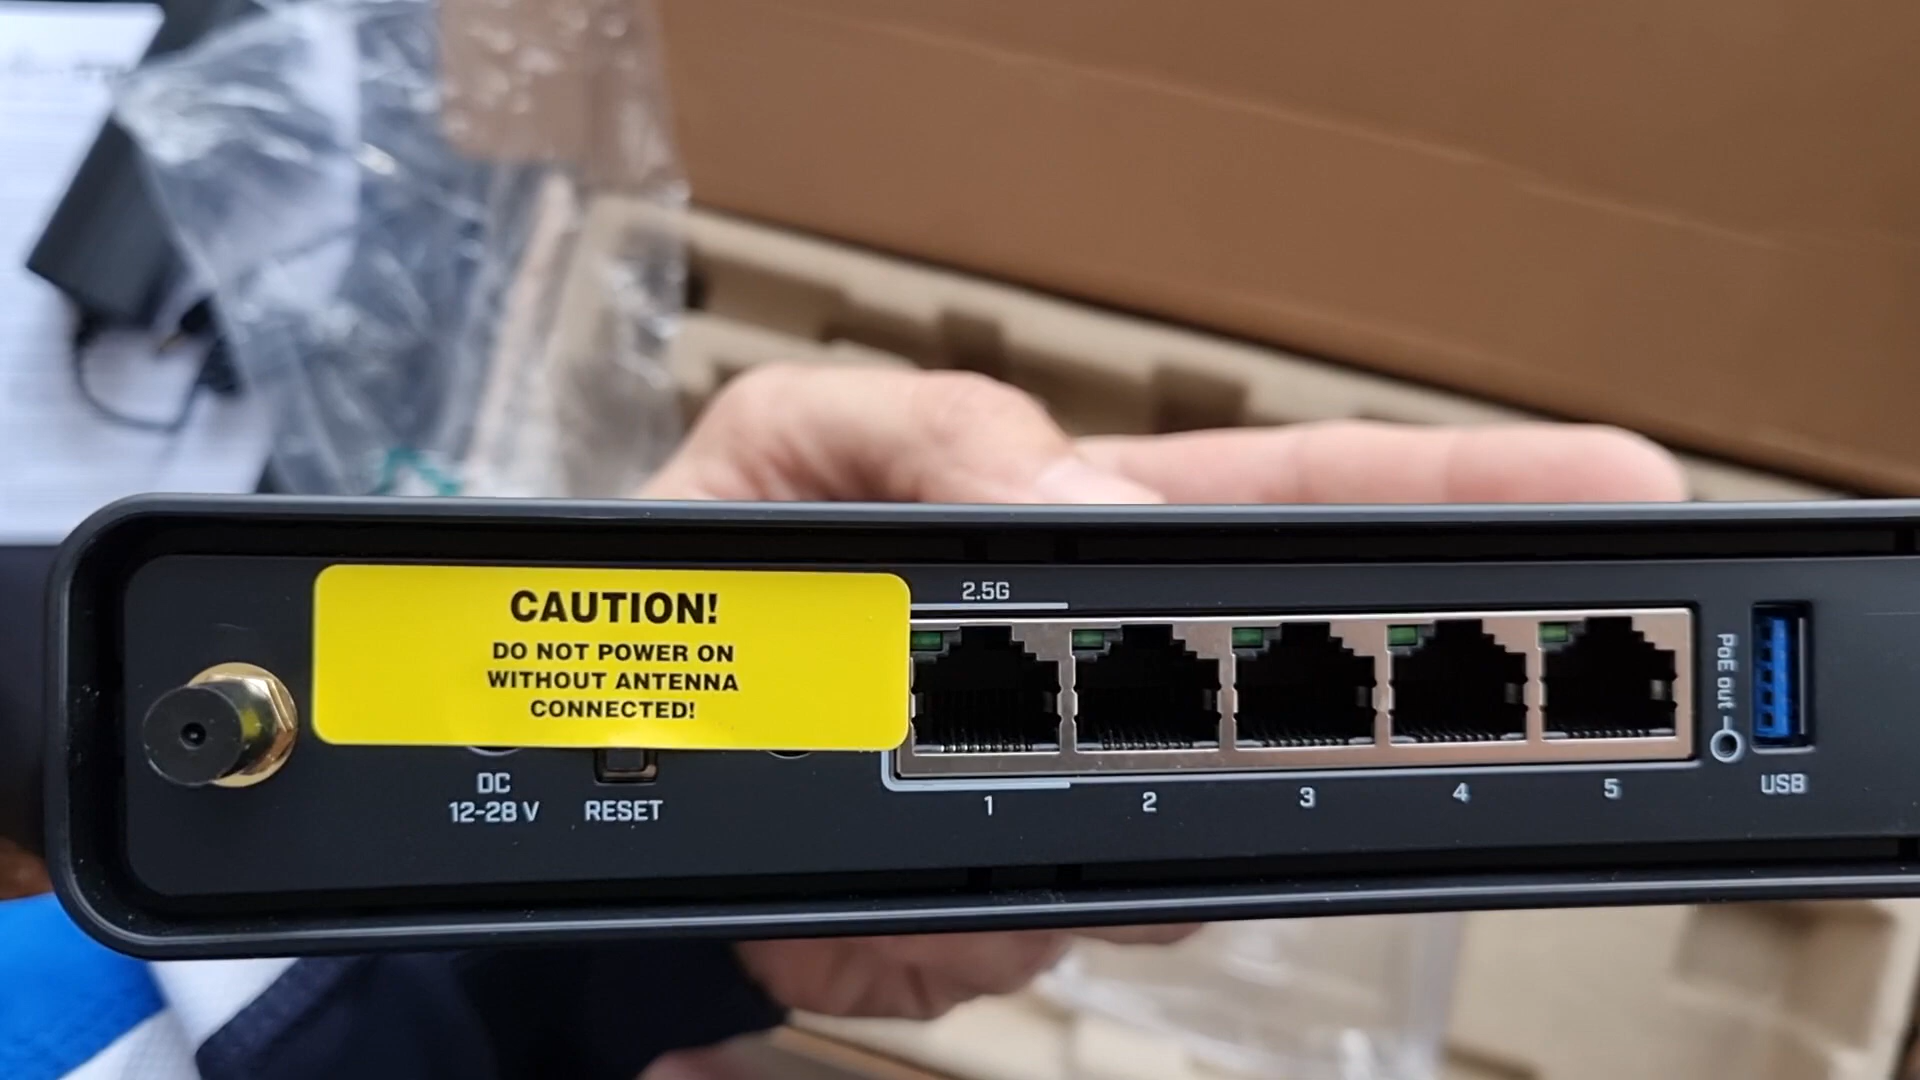 CAUTION!
DO NOT POWER ON
WITHOUT ANTENNA
CONNECTED!
2.5G
DC
12-28 V
RESET
1
2
3
4
5
PoE out
USB